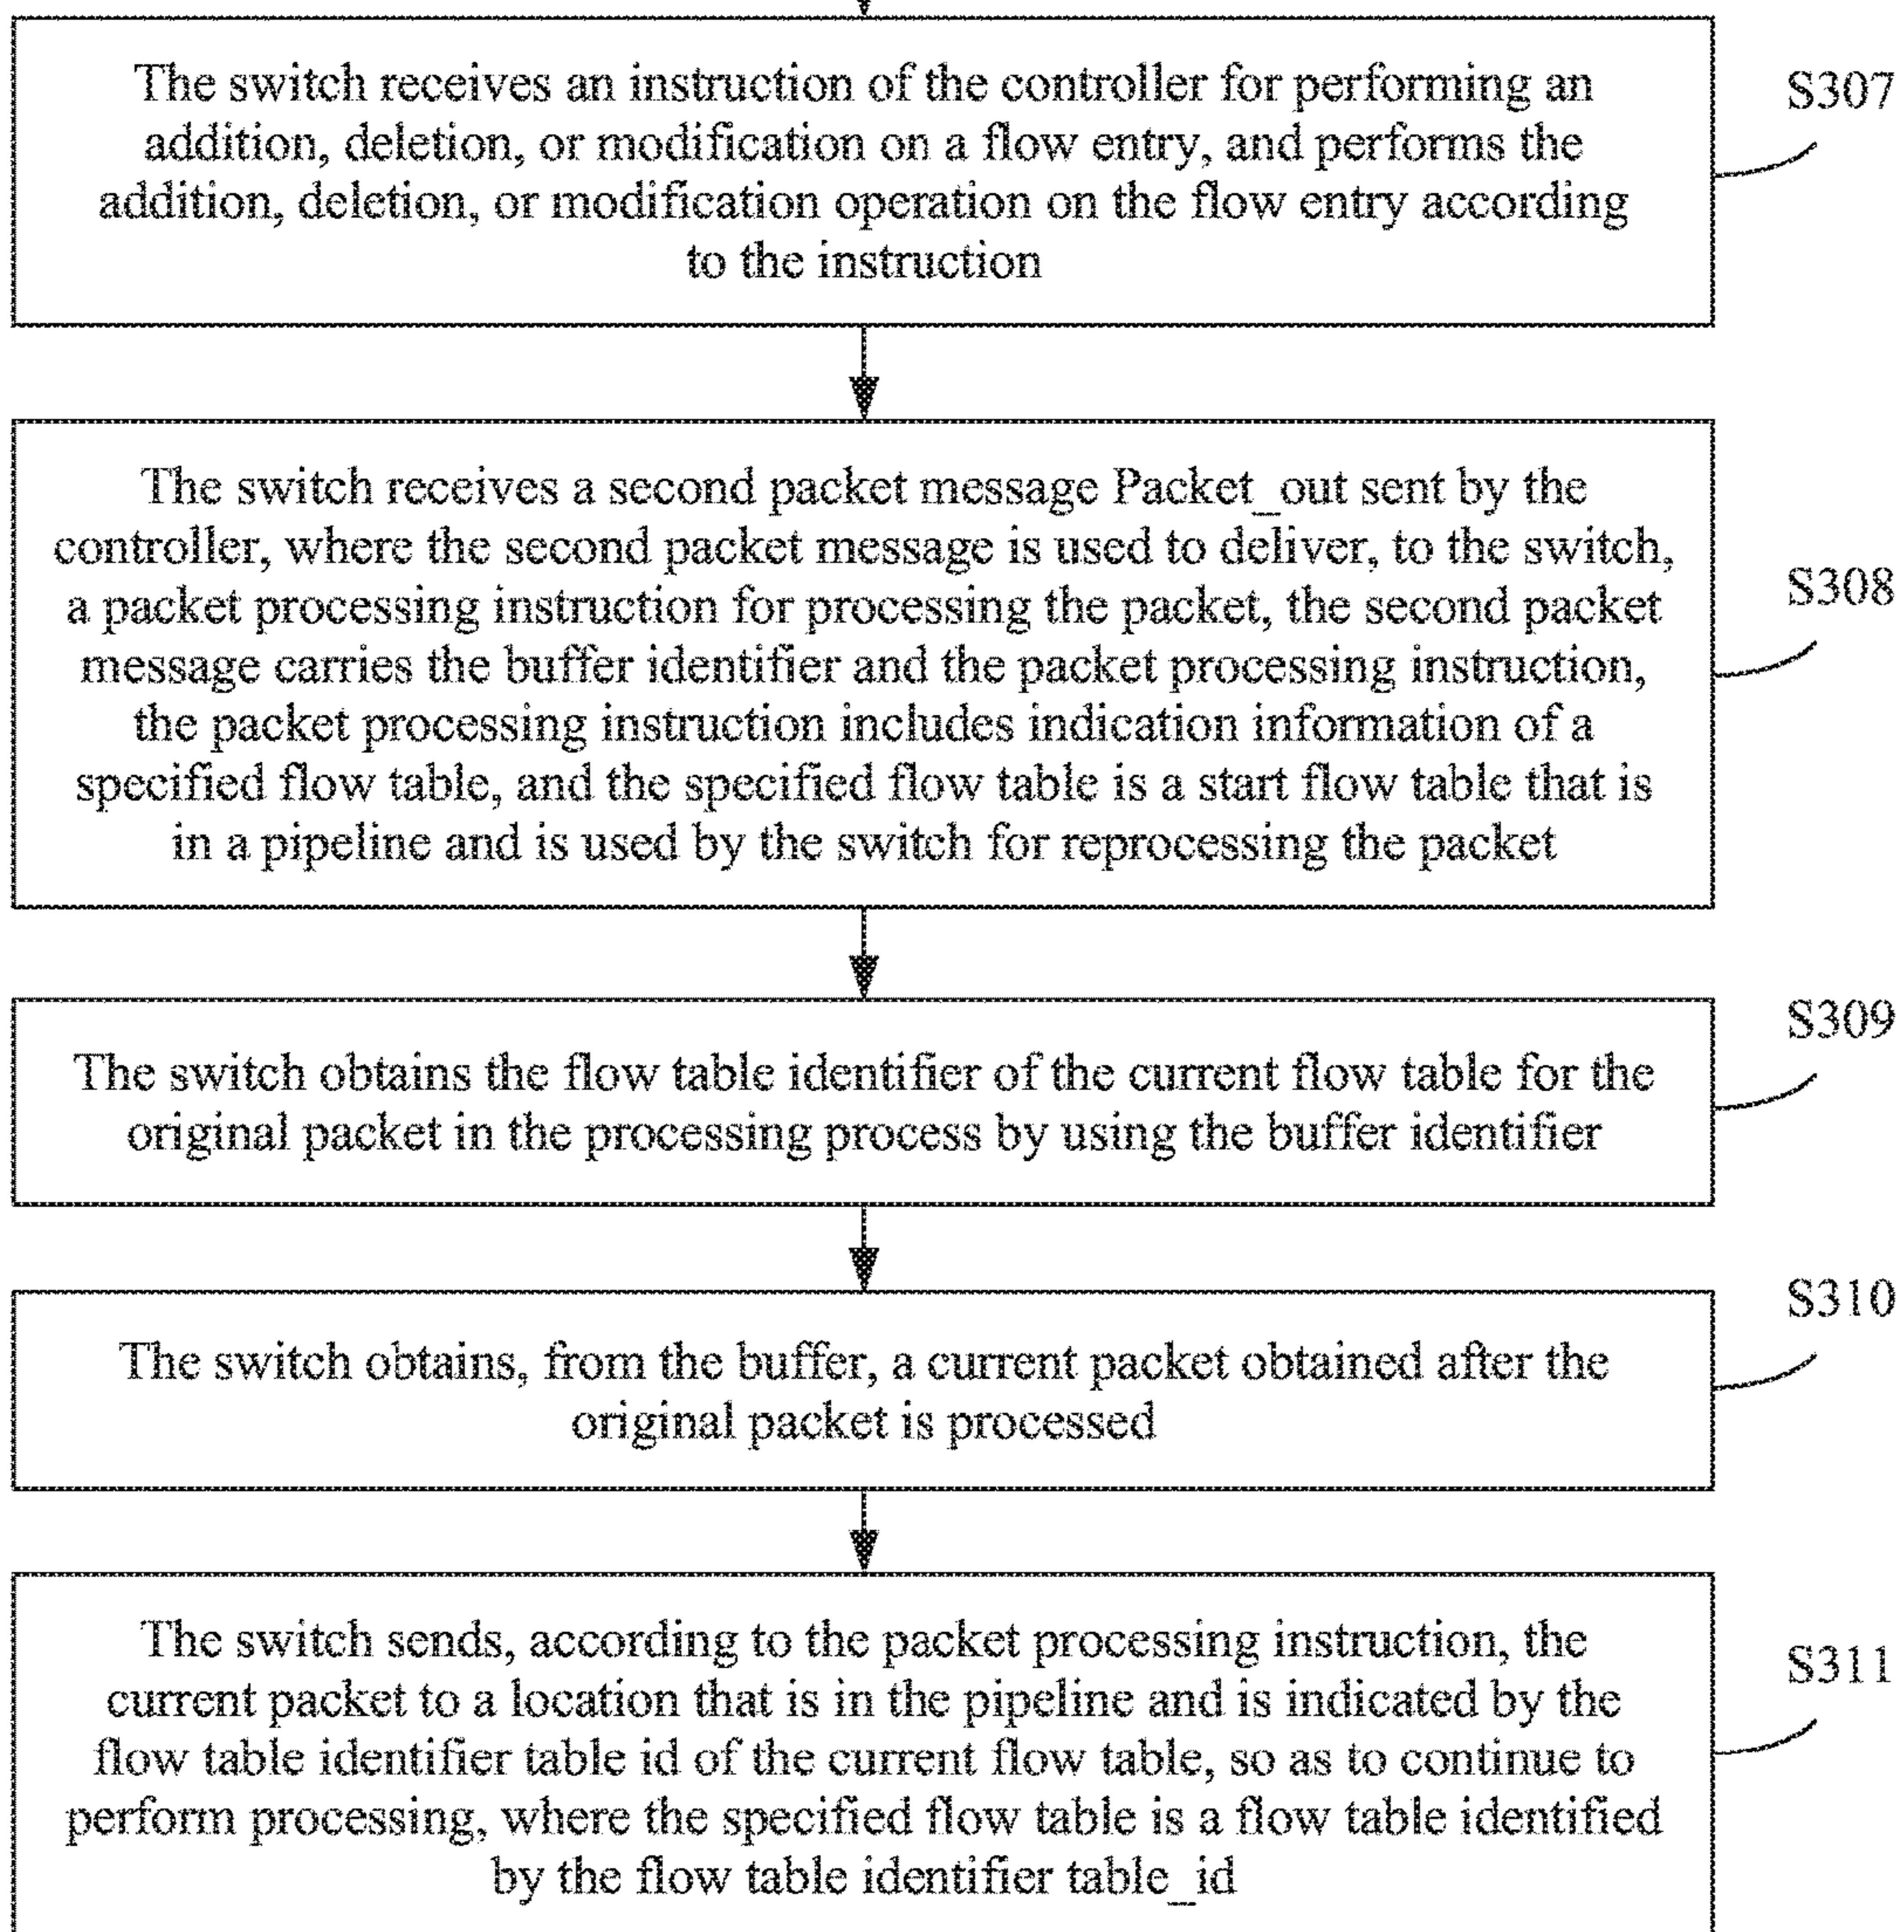 The switch receives an instruction of the controller for performing an
addition, deletion, or modification on a flow entry, and performs the
addition, deletion, or modification operation on the flow entry according
to the instruction
S307
The switch receives a second packet message Packet_out sent by the
controller, where the second packet message is used to deliver, to the switch,
a packet processing instruction for processing the packet, the second packet
message carries the buffer identifier and the packet processing instruction,
the packet processing instruction includes indication information of a
specified flow table, and the specified flow table is a start flow table that is
in a pipeline and is used by the switch for reprocessing the packet
S308
The switch obtains the flow table identifier of the current flow table for the
original packet in the processing process by using the buffer identifier
S309
The switch obtains, from the buffer, a current packet obtained after the
original packet is processed
S310
The switch sends, according to the packet processing instruction, the
current packet to a location that is in the pipeline and is indicated by the
flow table identifier table id of the current flow table, so as to continue to
perform processing, where the specified flow table is a flow table identified
by the flow table identifier table_id
S311